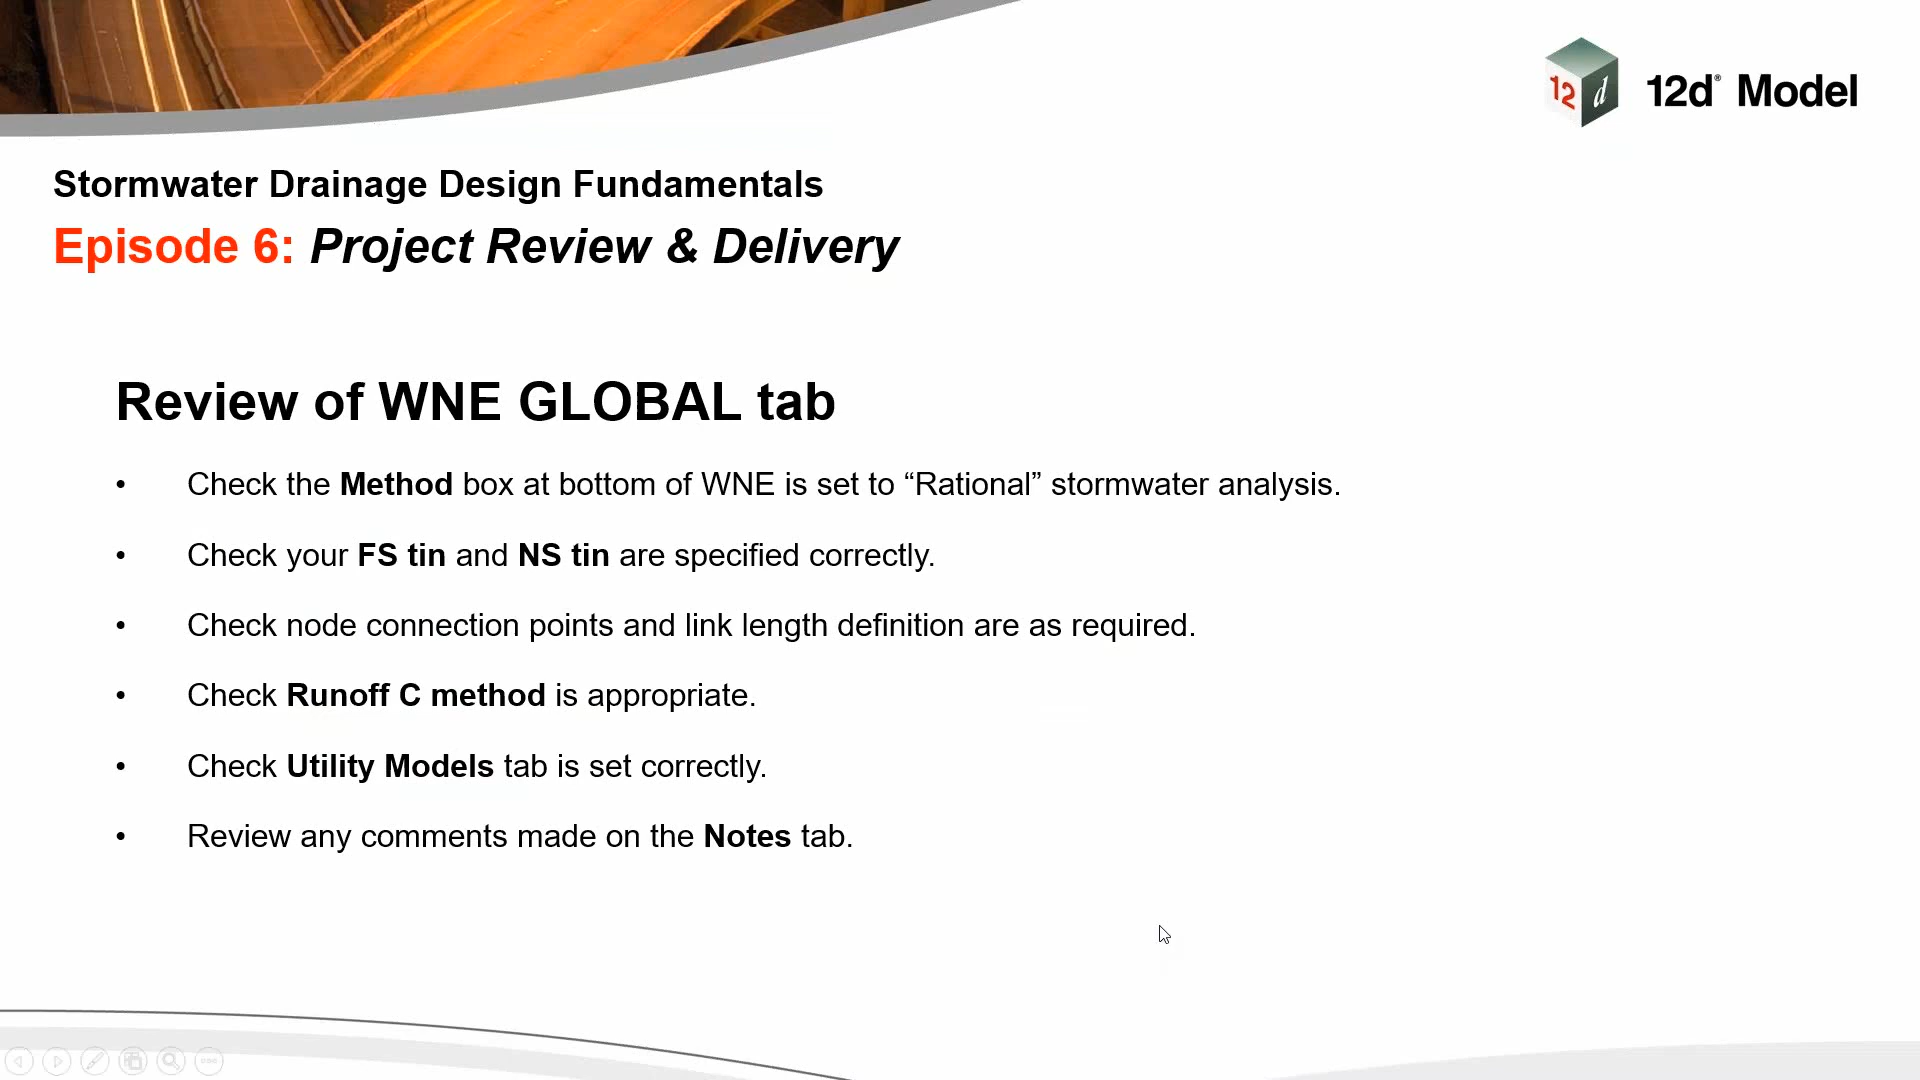 12d
12d® Model
Stormwater Drainage Design Fundamentals
Episode 6: Project Review & Delivery
Review of WNE GLOBAL tab
• Check the Method box at bottom of WNE is set to “Rational” stormwater analysis.
• Check your FS tin and NS tin are specified correctly.
• Check node connection points and link length definition are as required.
• Check Runoff C method is appropriate.
• Check Utility Models tab is set correctly.
• Review any comments made on the Notes tab.